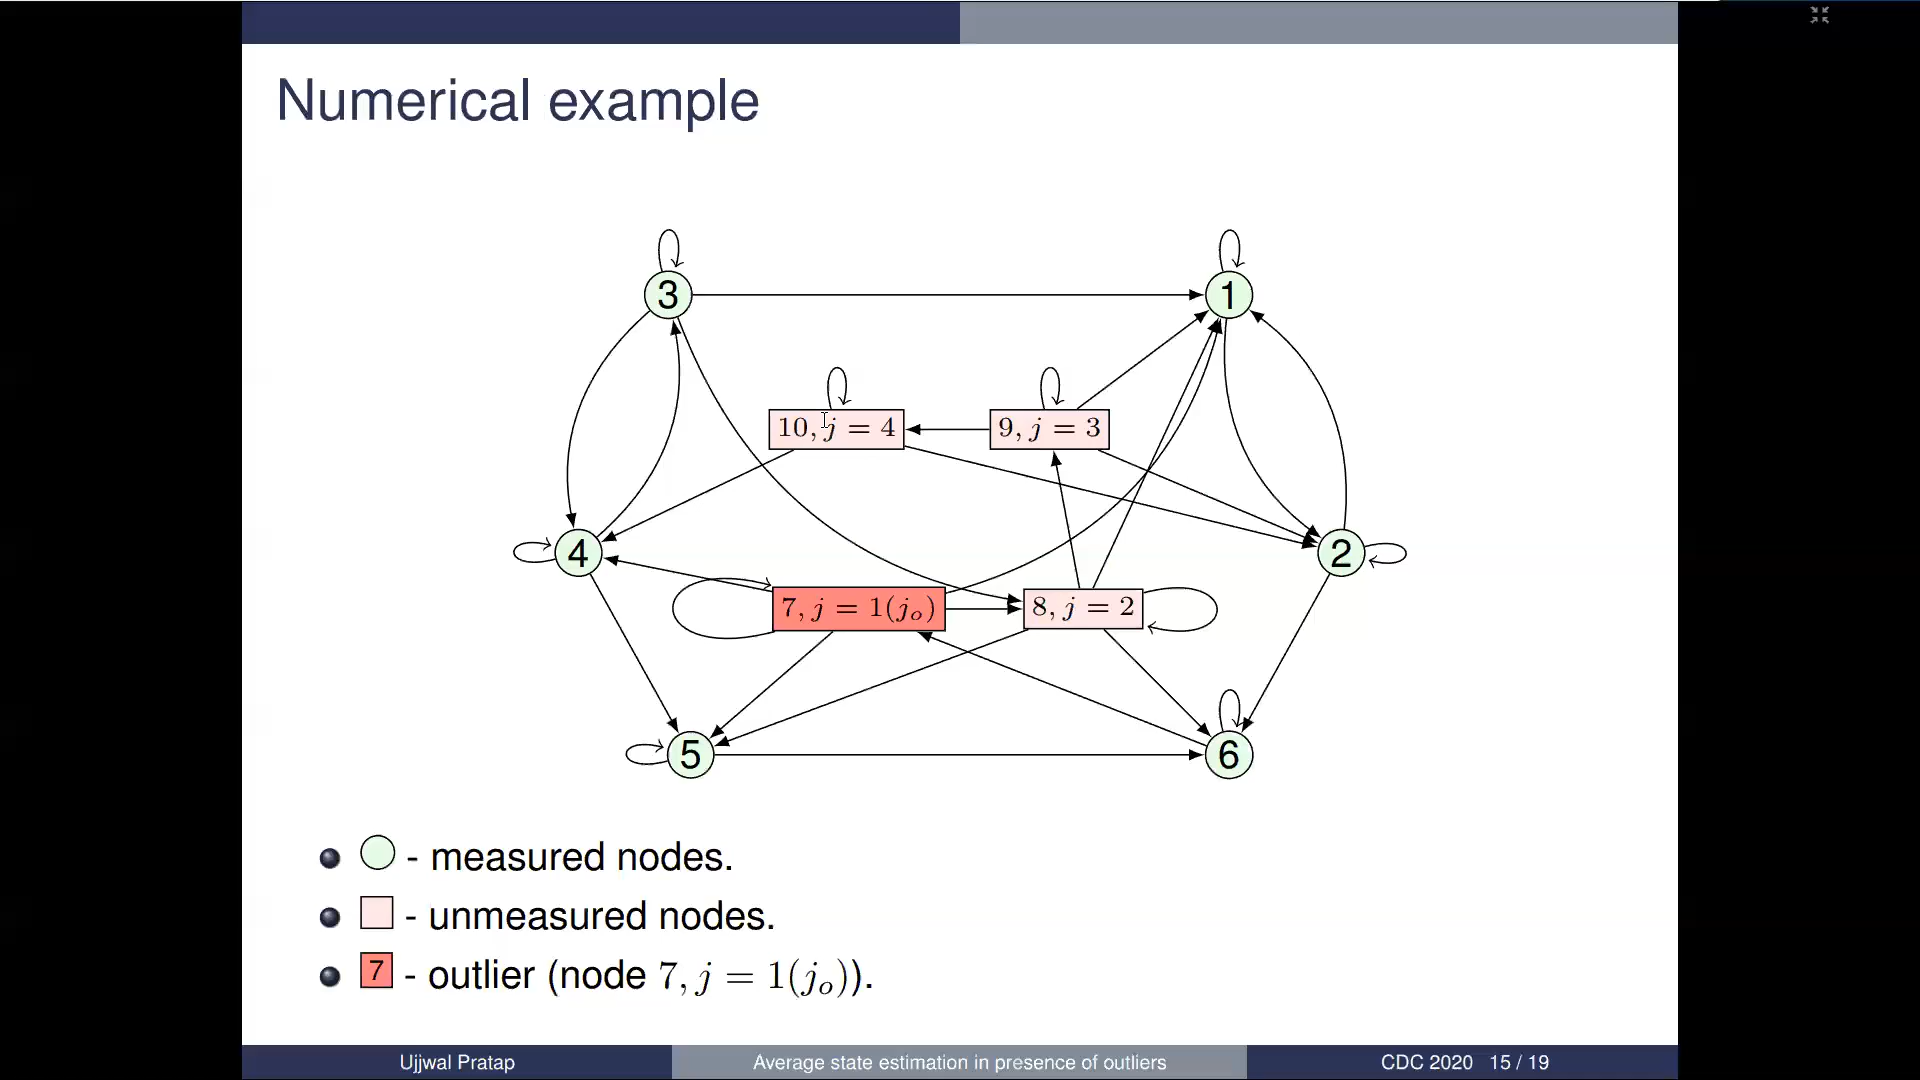 Numerical example
3
1
10, j = 4
9, j = 3
4
2
7, j = 1(jₒ)
8, j = 2
5
6
- measured nodes.
- unmeasured nodes.
7 - outlier (node 7, j = 1(jₒ)).
Ujjwal Pratap
Average state estimation in presence of outliers
CDC 2020 15 / 19